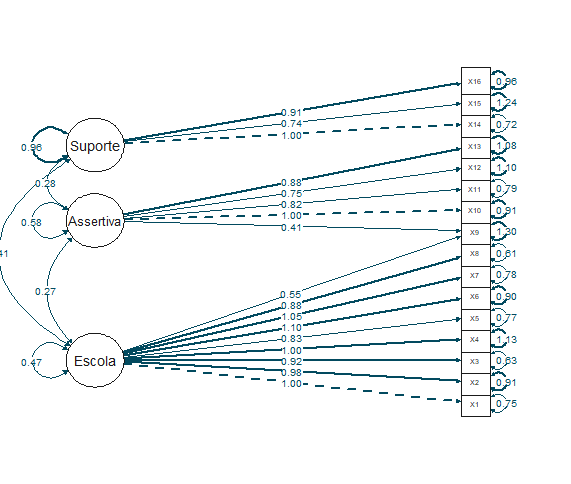 X16 0.96
X15 1.24
0.91
0.74
X14 0.72
1.00
Suporte
0.96
X13 1.08
X12 1.10
0.28
0.88
X11 0.79
0.75
0.82
X10 0.91
1.00
Assertiva
0.58
0.41
X9 1.30
41
X8 0.61
X7 0.78
0.27
0.55
X6 0.90
0.88
1.05
X5 0.77
1.10
0.83
X4 1.13
1.00
Escola
0.47
0.92
X3 0.63
0.98
X2 0.91
1.00
X1 0.75